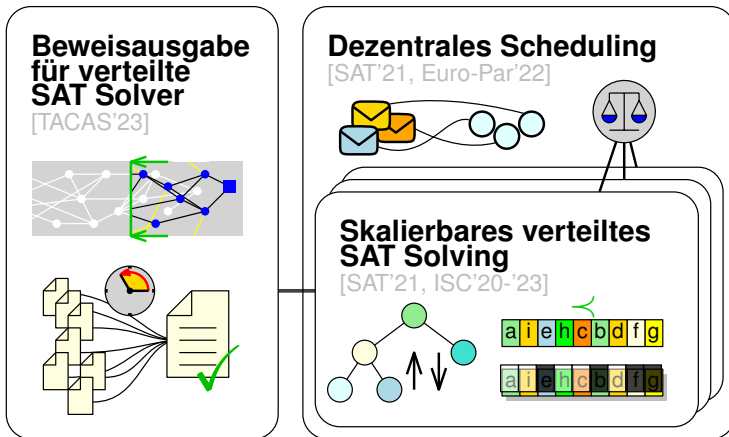 Beweisausgabe
für verteilte
SAT Solver
[TACAS'23]
Dezentrales Scheduling
[SAT'21, Euro-Par'22]
Skalierbares verteiltes
SAT Solving
[SAT'21, ISC'20-'23]
a i e h c b d f g
a i e h c b d f g